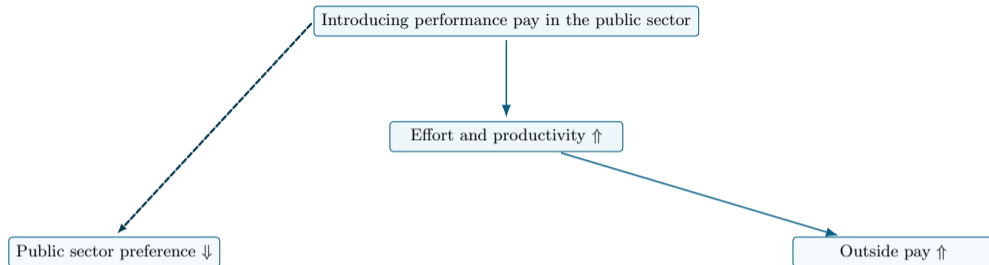 Introducing performance pay in the public sector
Effort and productivity ⇑
Public sector preference ⇓
Outside pay ⇑